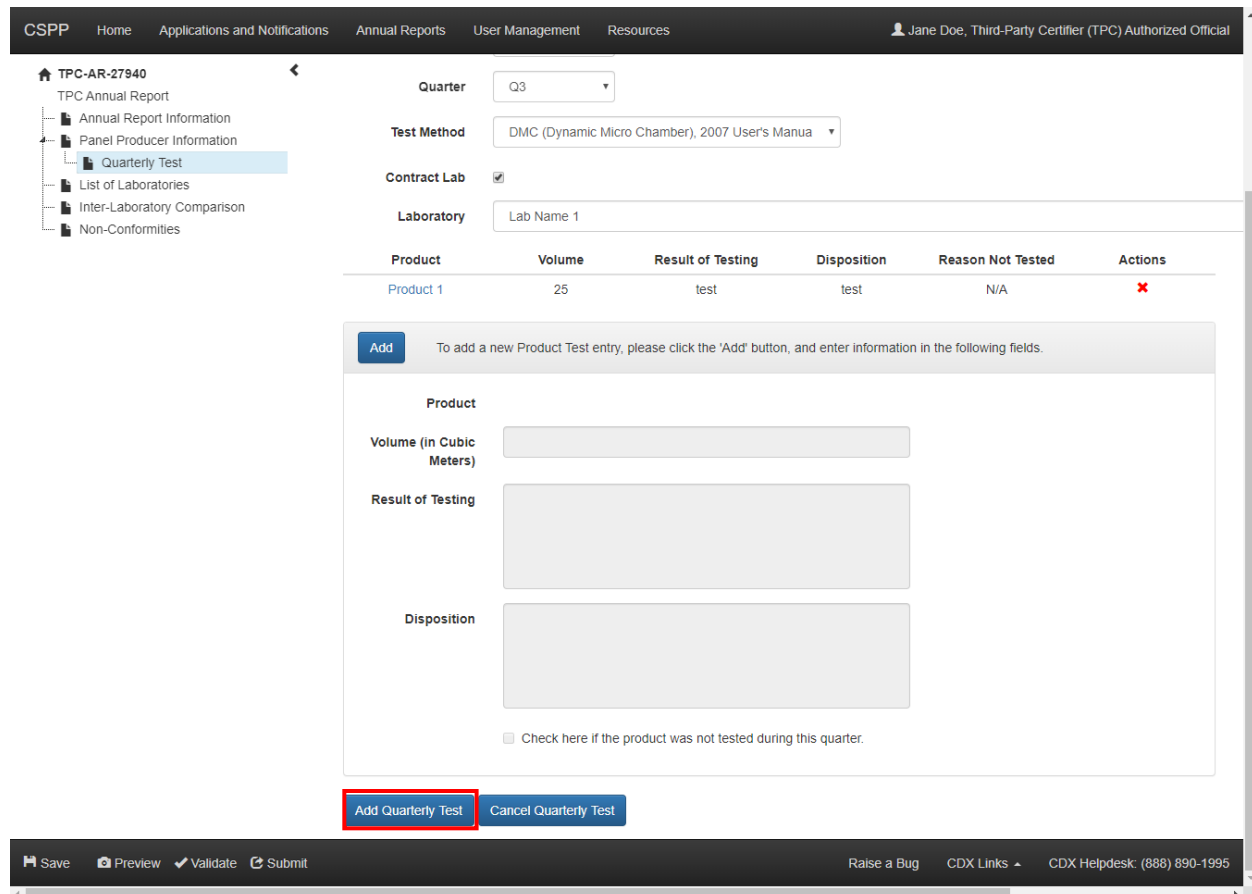 CSPP Home Applications and Notifications Annual Reports User Management Resources Jane Doe, Third-Party Certifier (TPC) Authorized Official
TPC-AR-27940
TPC Annual Report
Annual Report Information
Panel Producer Information
Quarterly Test
List of Laboratories
Inter-Laboratory Comparison
Non-Conformities
Quarter Q3
Test Method DMC (Dynamic Micro Chamber), 2007 User's Manua
Contract Lab
Laboratory Lab Name 1
Product Volume Result of Testing Disposition Reason Not Tested Actions
Product 1 25 test test N/A
Add To add a new Product Test entry, please click the 'Add' button, and enter information in the following fields.
Product
Volume (in Cubic
Meters)
Result of Testing
Disposition
Check here if the product was not tested during this quarter.
Add Quarterly Test Cancel Quarterly Test
Save Preview Validate Submit Raise a Bug CDX Links CDX Helpdesk: (888) 890-1995